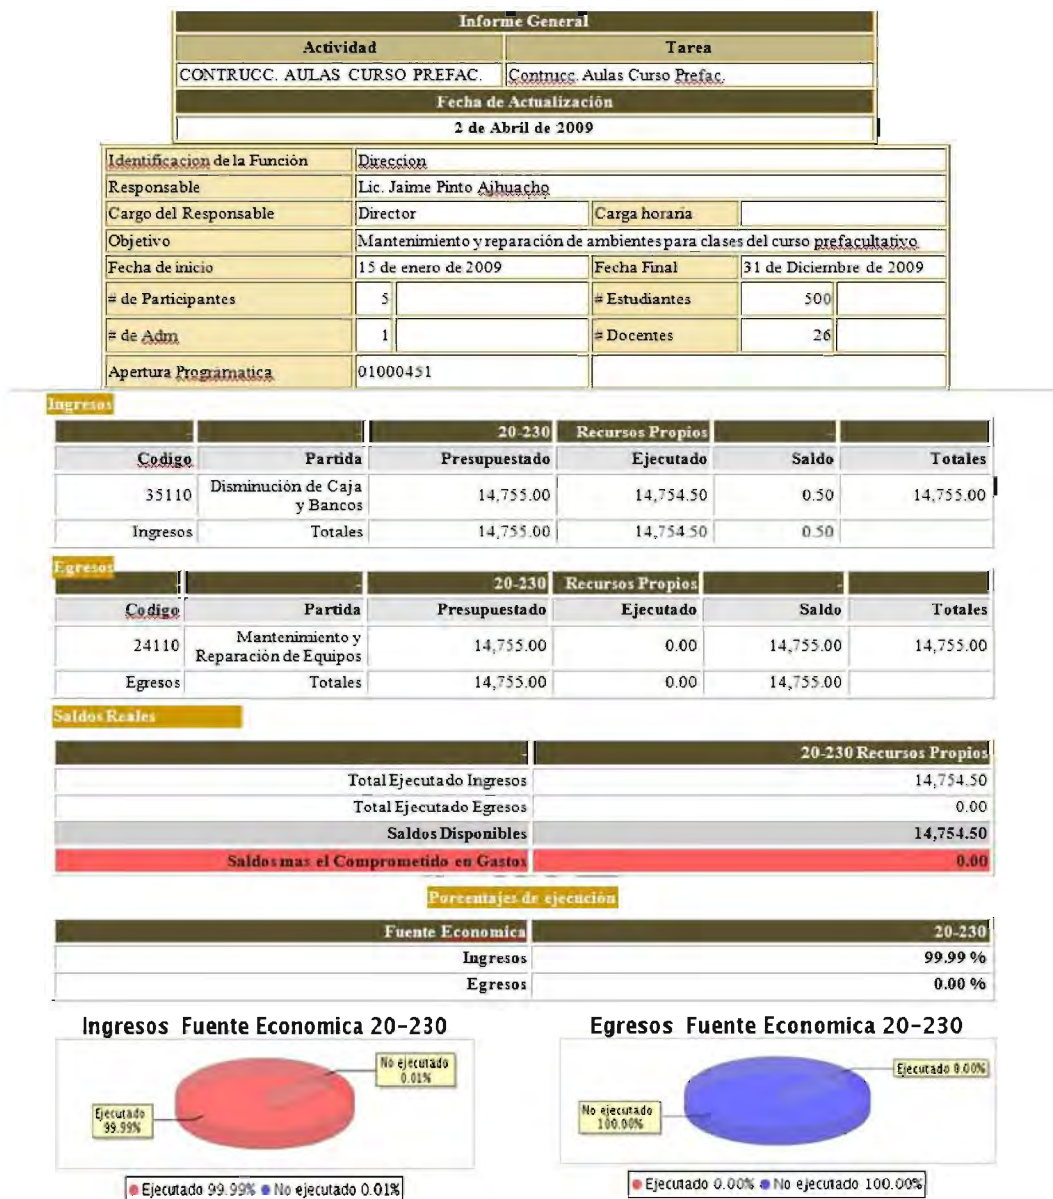 Informe General
Actividad Tarea
CONTRUCC. AULAS CURSO PREFAC. Contrucc. Aulas Curso Prefac.
Fecha de Actualización
2 de Abril de 2009
Identificacion de la Función Direccion
Responsable Lic. Jaime Pinto Ajhuacho
Cargo del Responsable Director Carga horaria
Objetivo Mantenimiento y reparación de ambientes para clases del curso prefacultativo
Fecha de inicio 15 de enero de 2009 Fecha Final 31 de Diciembre de 2009
# de Participantes 5 # Estudiantes 500
# de Adm 1 # Docentes 26
Apertura Programatica 01000451
Ingresos
- - 20-230 Recursos Propios -
Codigo Partida Presupuestado Ejecutado Saldo Totales
35110 Disminución de Caja y Bancos 14,755.00 14,754.50 0.50 14,755.00
Ingresos Totales 14,755.00 14,754.50 0.50
Egresos
- - 20-230 Recursos Propios -
Codigo Partida Presupuestado Ejecutado Saldo Totales
24110 Mantenimiento y Reparación de Equipos 14,755.00 0.00 14,755.00 14,755.00
Egresos Totales 14,755.00 0.00 14,755.00
Saldos Reales
- 20-230 Recursos Propios
Total Ejecutado Ingresos 14,754.50
Total Ejecutado Egresos 0.00
Saldos Disponibles 14,754.50
Saldos mas el Comprometido en Gastos 0.00
Porcentajes de ejecución
Fuente Economica 20-230
Ingresos 99.99 %
Egresos 0.00 %
Ingresos Fuente Economica 20-230
No ejecutado
0.01%
Ejecutado
99.99%
Ejecutado 99.99% No ejecutado 0.01%
Egresos Fuente Economica 20-230
Ejecutado 0.00%
No ejecutado
100.00%
Ejecutado 0.00% No ejecutado 100.00%